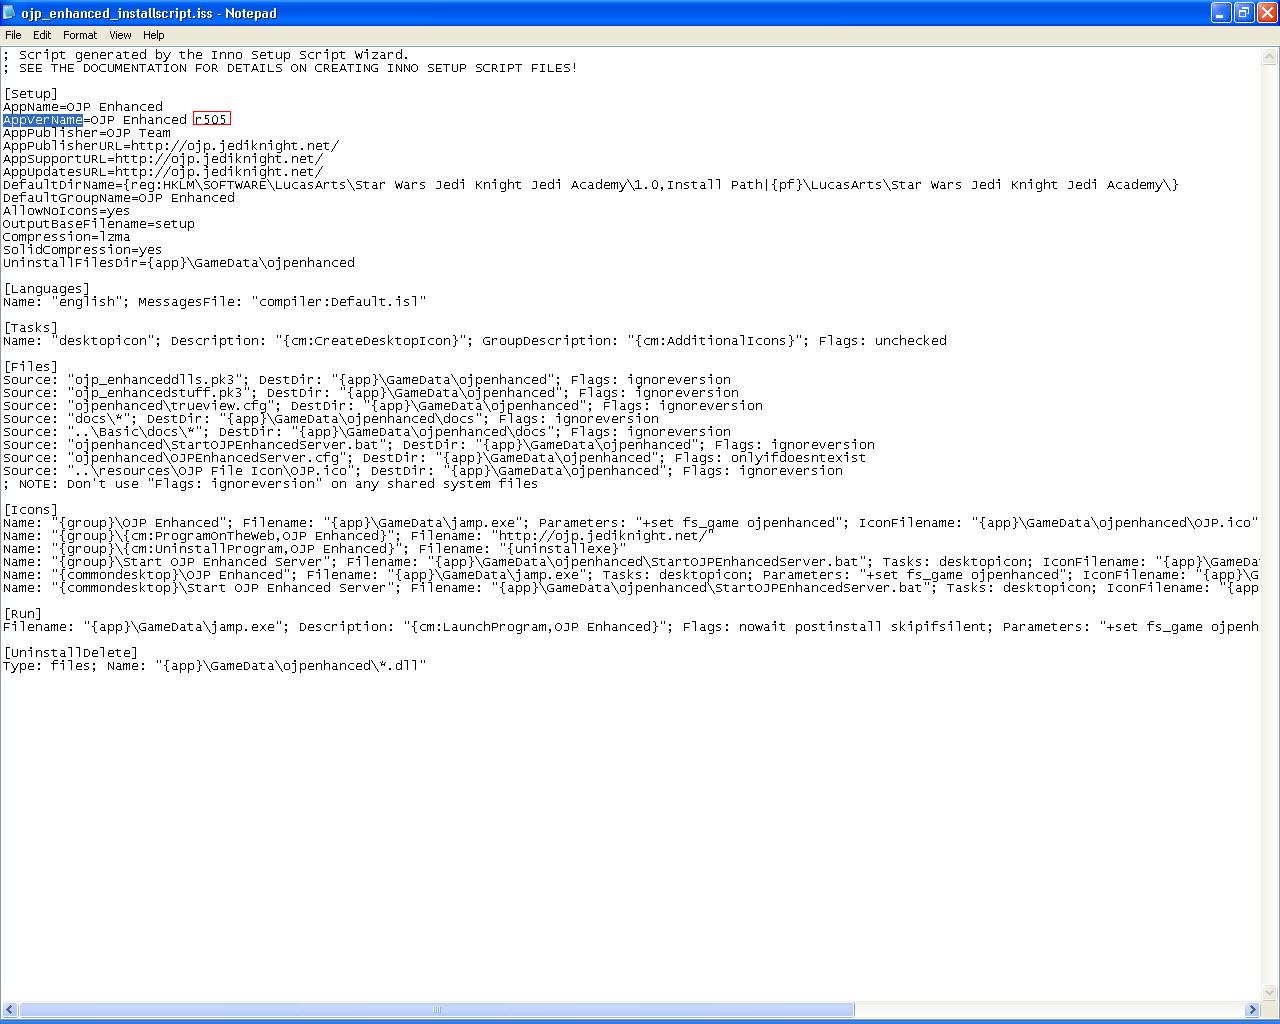 ojp_enhanced_installscript.iss - Notepad
File Edit Format View Help
; Script generated by the Inno Setup Script Wizard.
; SEE THE DOCUMENTATION FOR DETAILS ON CREATING INNO SETUP SCRIPT FILES!
[Setup]
AppName=OJP Enhanced
AppVerName=OJP Enhanced r505
AppPublisher=OJP Team
AppPublisherURL=http://ojp.jediknight.net/
AppSupportURL=http://ojp.jediknight.net/
AppUpdatesURL=http://ojp.jediknight.net/
DefaultDirName={reg:HKLM\SOFTWARE\LucasArts\Star Wars Jedi Knight Jedi Academy\1.0,Install Path|{pf}\LucasArts\Star Wars Jedi Knight Jedi Academy\}
DefaultGroupName=OJP Enhanced
AllowNoIcons=yes
OutputBaseFilename=setup
Compression=lzma
SolidCompression=yes
UninstallFilesDir={app}\GameData\ojpenhanced
[Languages]
Name: "english"; MessagesFile: "compiler:Default.isl"
[Tasks]
Name: "desktopicon"; Description: "{cm:CreateDesktopIcon}"; GroupDescription: "{cm:AdditionalIcons}"; Flags: unchecked
[Files]
Source: "ojp_enhanceddlls.pk3"; DestDir: "{app}\GameData\ojpenhanced"; Flags: ignoreversion
Source: "ojp_enhancedstuff.pk3"; DestDir: "{app}\GameData\ojpenhanced"; Flags: ignoreversion
Source: "ojpenhanced\trueview.cfg"; DestDir: "{app}\GameData\ojpenhanced"; Flags: ignoreversion
Source: "docs\*"; DestDir: "{app}\GameData\ojpenhanced\docs"; Flags: ignoreversion
Source: "..\Basic\docs\*"; DestDir: "{app}\GameData\ojpenhanced\docs"; Flags: ignoreversion
Source: "ojpenhanced\StartOJPEnhancedServer.bat"; DestDir: "{app}\GameData\ojpenhanced"; Flags: ignoreversion
Source: "ojpenhanced\OJPEnhancedServer.cfg"; DestDir: "{app}\GameData\ojpenhanced"; Flags: onlyifdoesntexist
Source: "..\resources\OJP File Icon\OJP.ico"; DestDir: "{app}\GameData\ojpenhanced"; Flags: ignoreversion
; NOTE: Don't use "Flags: ignoreversion" on any shared system files
[Icons]
Name: "{group}\OJP Enhanced"; Filename: "{app}\GameData\jamp.exe"; Parameters: "+set fs_game ojpenhanced"; IconFilename: "{app}\GameData\ojpenhanced\OJP.ico"
Name: "{group}\{cm:ProgramOnTheWeb,OJP Enhanced}"; Filename: "http://ojp.jediknight.net/"
Name: "{group}\{cm:UninstallProgram,OJP Enhanced}"; Filename: "{uninstallexe}"
Name: "{group}\Start OJP Enhanced Server"; Filename: "{app}\GameData\ojpenhanced\StartOJPEnhancedServer.bat"; Tasks: desktopicon; IconFilename: "{app}\GameDa
Name: "{commondesktop}\OJP Enhanced"; Filename: "{app}\GameData\jamp.exe"; Tasks: desktopicon; Parameters: "+set fs_game ojpenhanced"; IconFilename: "{app}\G
Name: "{commondesktop}\Start OJP Enhanced Server"; Filename: "{app}\GameData\ojpenhanced\StartOJPEnhancedServer.bat"; Tasks: desktopicon; IconFilename: "{app
[Run]
Filename: "{app}\GameData\jamp.exe"; Description: "{cm:LaunchProgram,OJP Enhanced}"; Flags: nowait postinstall skipifsilent; Parameters: "+set fs_game ojpenh
[UninstallDelete]
Type: files; Name: "{app}\GameData\ojpenhanced\*.dll"